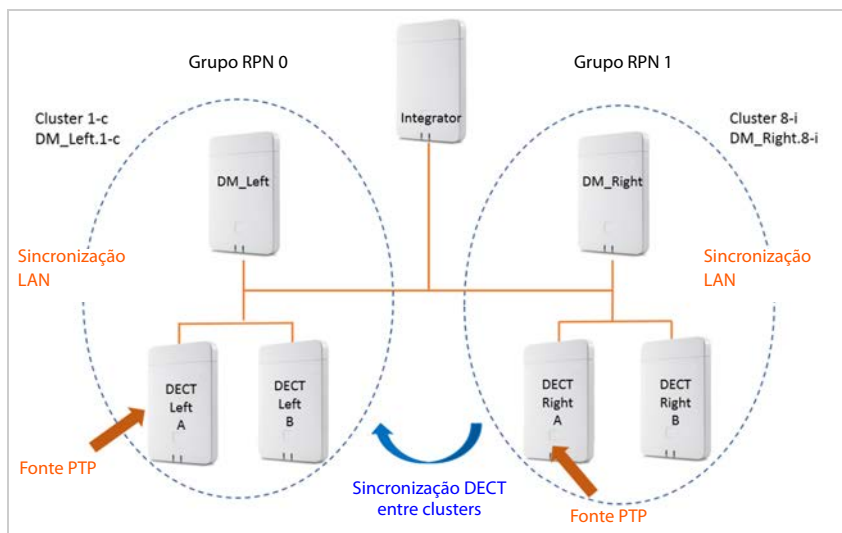 Grupo RPN 0
Grupo RPN 1
Cluster 1-c
DM_Left.1-c
Integrator
Cluster 8-i
DM_Right.8-i
DM_Left
DM_Right
Sincronização
LAN
Sincronização
LAN
DECT
Left
A
DECT
Left
B
DECT
Right
A
DECT
Right
B
Fonte PTP
Sincronização DECT
entre clusters
Fonte PTP